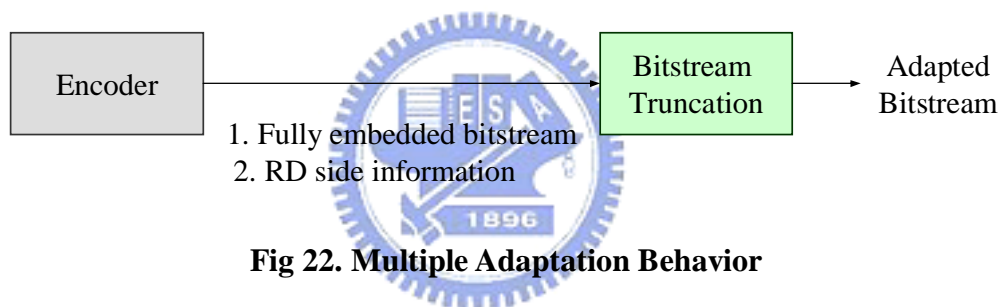 Encoder
Bitstream
Truncation
Adapted
Bitstream
1. Fully embedded bitstream
2. RD side information
E S A
1896
Fig 22. Multiple Adaptation Behavior